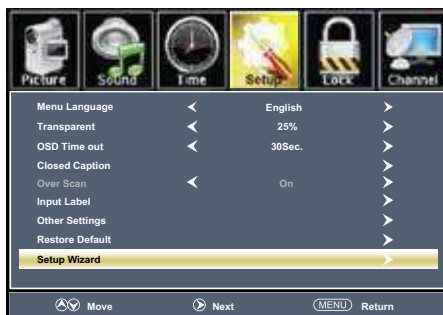 Picture Sound Time Setup Lock Channel
Menu Language English
Transparent 25%
OSD Time out 30Sec.
Closed Caption
Over Scan On
Input Label
Other Settings
Restore Default
Setup Wizard
Move Next MENU Return